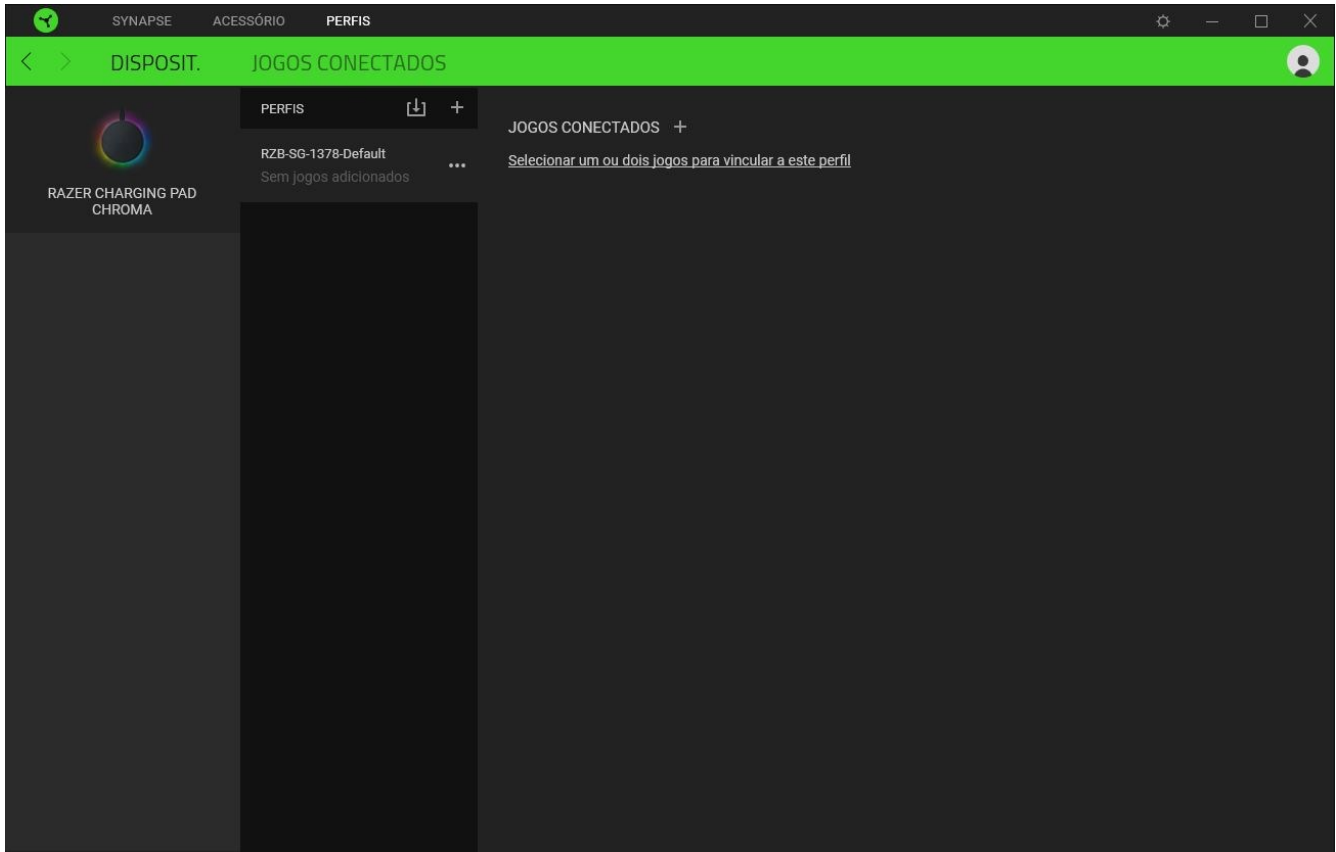 SYNAPSE ACESSÓRIO PERFIS
DISPOSIT. JOGOS CONECTADOS
RAZER CHARGING PAD
CHROMA
PERFIS
RZB-SG-1378-Default
Sem jogos adicionados
JOGOS CONECTADOS
Selecionar um ou dois jogos para vincular a este perfil